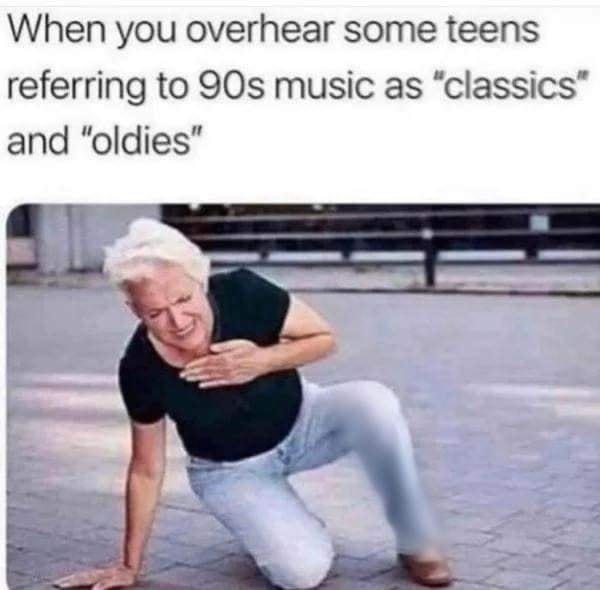 When you overhear some teens
referring to 90s music as "classics"
and "oldies"